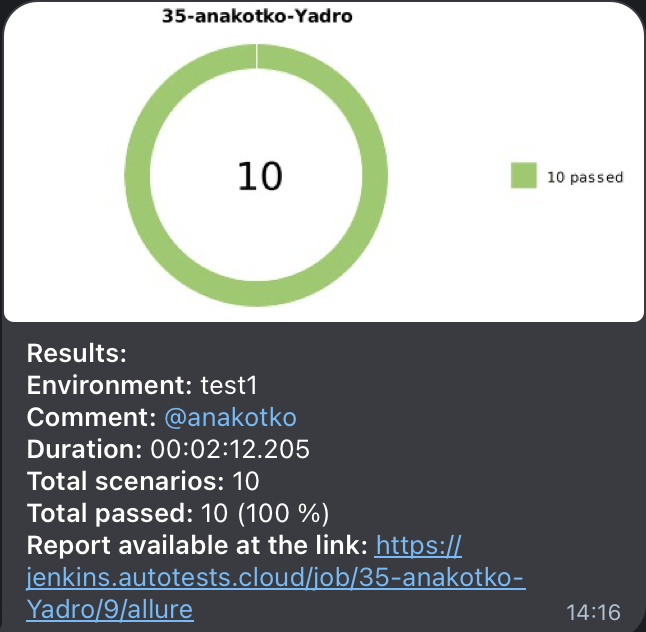 35-anakotko-Yadro
10
10 passed
Results:
Environment: test1
Comment: @anakotko
Duration: 00:02:12.205
Total scenarios: 10
Total passed: 10 (100 %)
Report available at the link: https://
jenkins.autotests.cloud/job/35-anakotko-
Yadro/9/allure
14:16